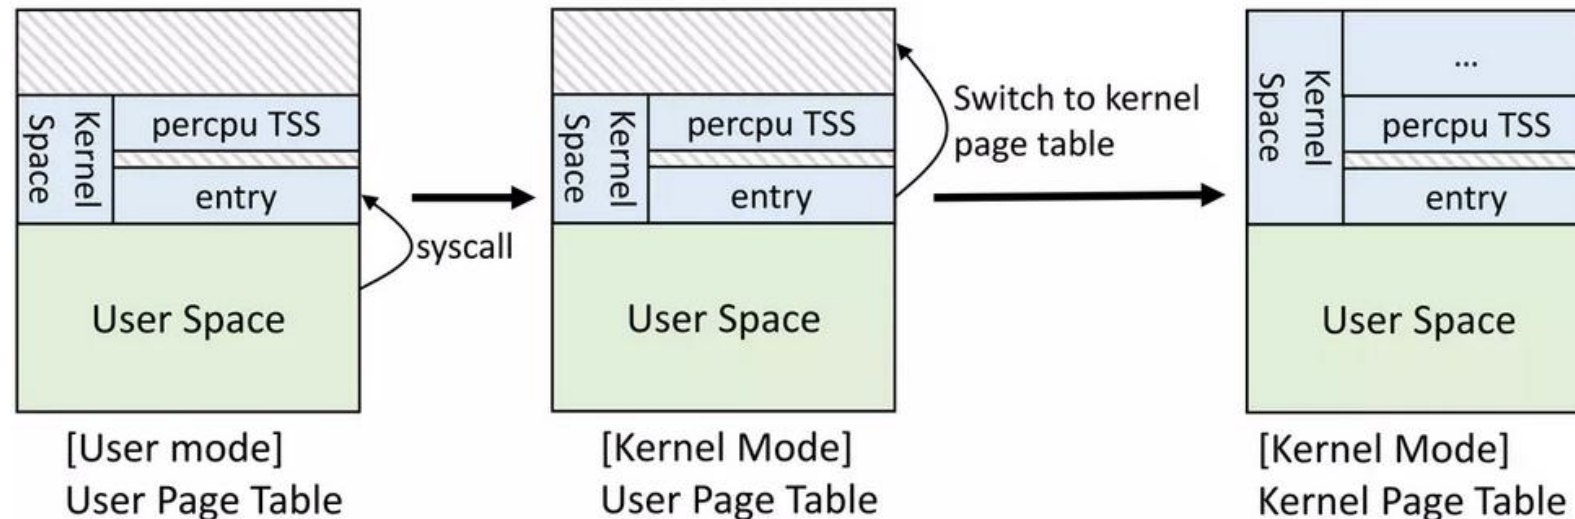 Kernel
Space
percpu TSS
entry
User Space
syscall
[User mode]
User Page Table
Kernel
Space
percpu TSS
entry
User Space
Switch to kernel
page table
[Kernel Mode]
User Page Table
Kernel
Space
...
percpu TSS
entry
User Space
[Kernel Mode]
Kernel Page Table